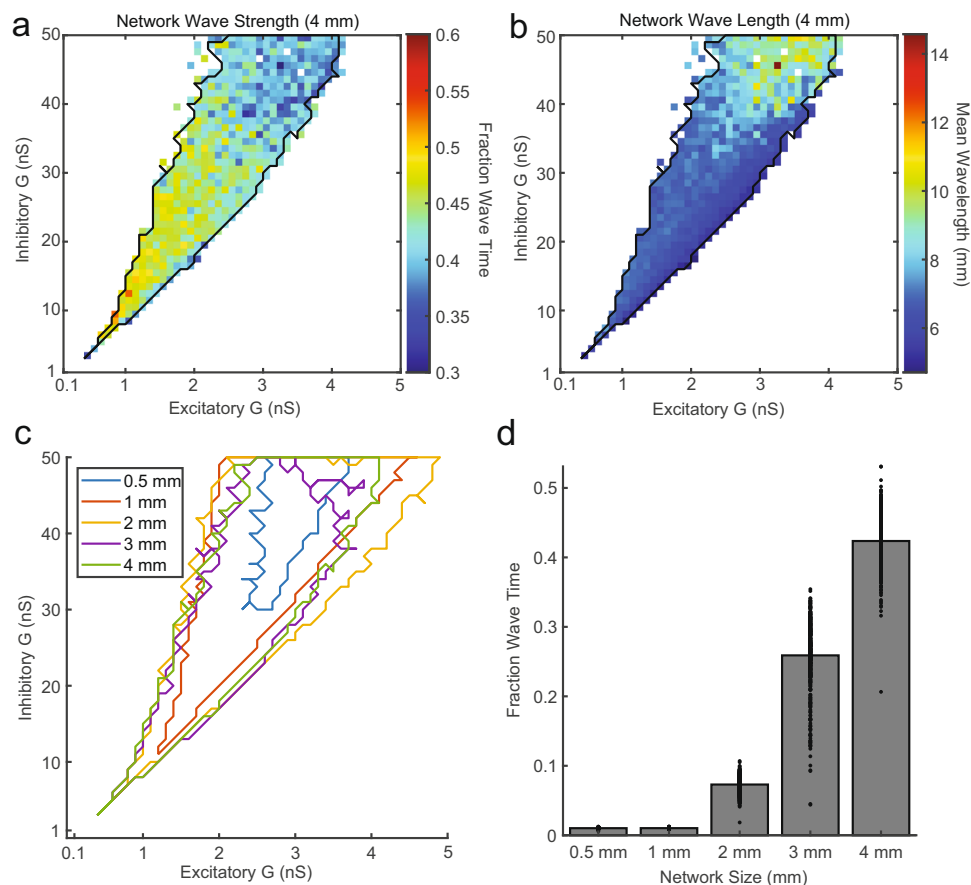 a
Network Wave Strength (4 mm)
50
40
30
20
10
1
0.1
1
2
3
4
5
Inhibitory G (nS)
Excitatory G (nS)
0.6
0.55
0.5
0.45
0.4
0.35
0.3
Fraction Wave Time
b
Network Wave Length (4 mm)
50
40
30
20
10
1
0.1
1
2
3
4
5
Inhibitory G (nS)
Excitatory G (nS)
14
12
10
8
6
Mean Wavelength (mm)
c
50
40
30
20
10
1
0.1
1
2
3
4
5
Inhibitory G (nS)
Excitatory G (nS)
0.5 mm
1 mm
2 mm
3 mm
4 mm
d
0.5
0.4
0.3
0.2
0.1
0
Fraction Wave Time
0.5 mm
1 mm
2 mm
3 mm
4 mm
Network Size (mm)